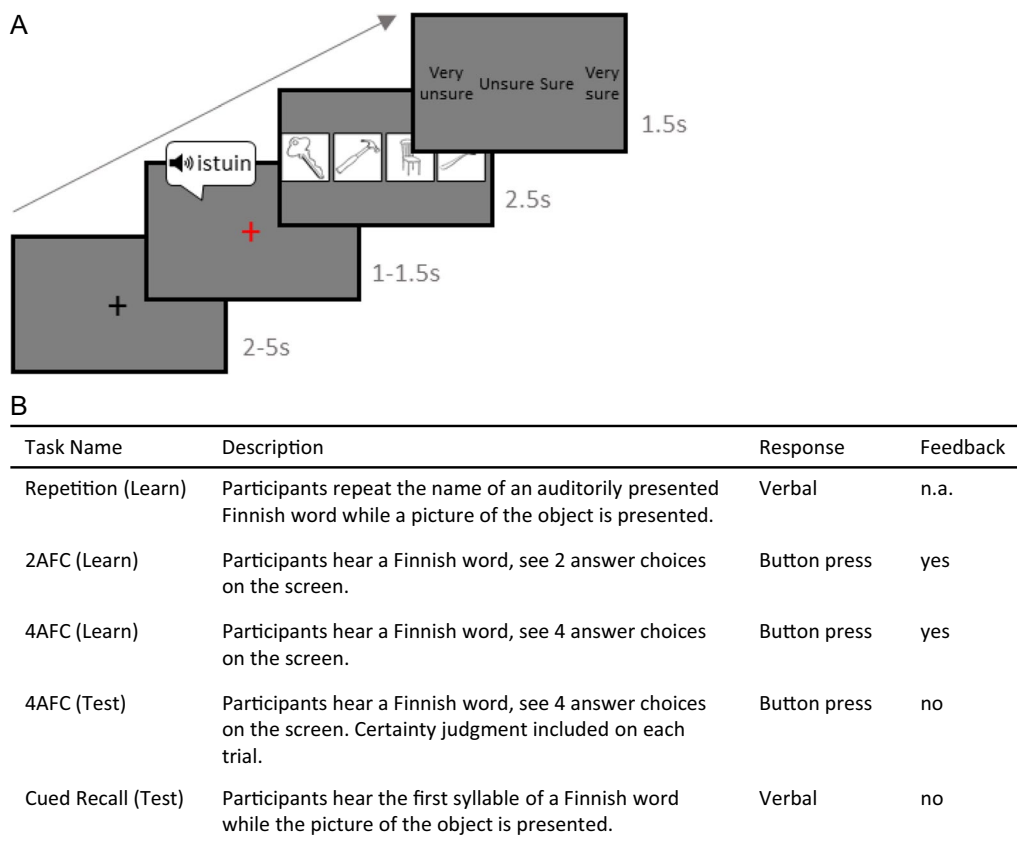 A
Very
unsure
Unsure
Sure
Very
sure
1.5s
istuin
2.5s
+
1-1.5s
+
2-5s
B
Task Name Description Response Feedback
Repetition (Learn) Participants repeat the name of an auditorily presented Verbal n.a.
Finnish word while a picture of the object is presented.
2AFC (Learn) Participants hear a Finnish word, see 2 answer choices Button press yes
on the screen.
4AFC (Learn) Participants hear a Finnish word, see 4 answer choices Button press yes
on the screen.
4AFC (Test) Participants hear a Finnish word, see 4 answer choices Button press no
on the screen. Certainty judgment included on each
trial.
Cued Recall (Test) Participants hear the first syllable of a Finnish word Verbal no
while the picture of the object is presented.